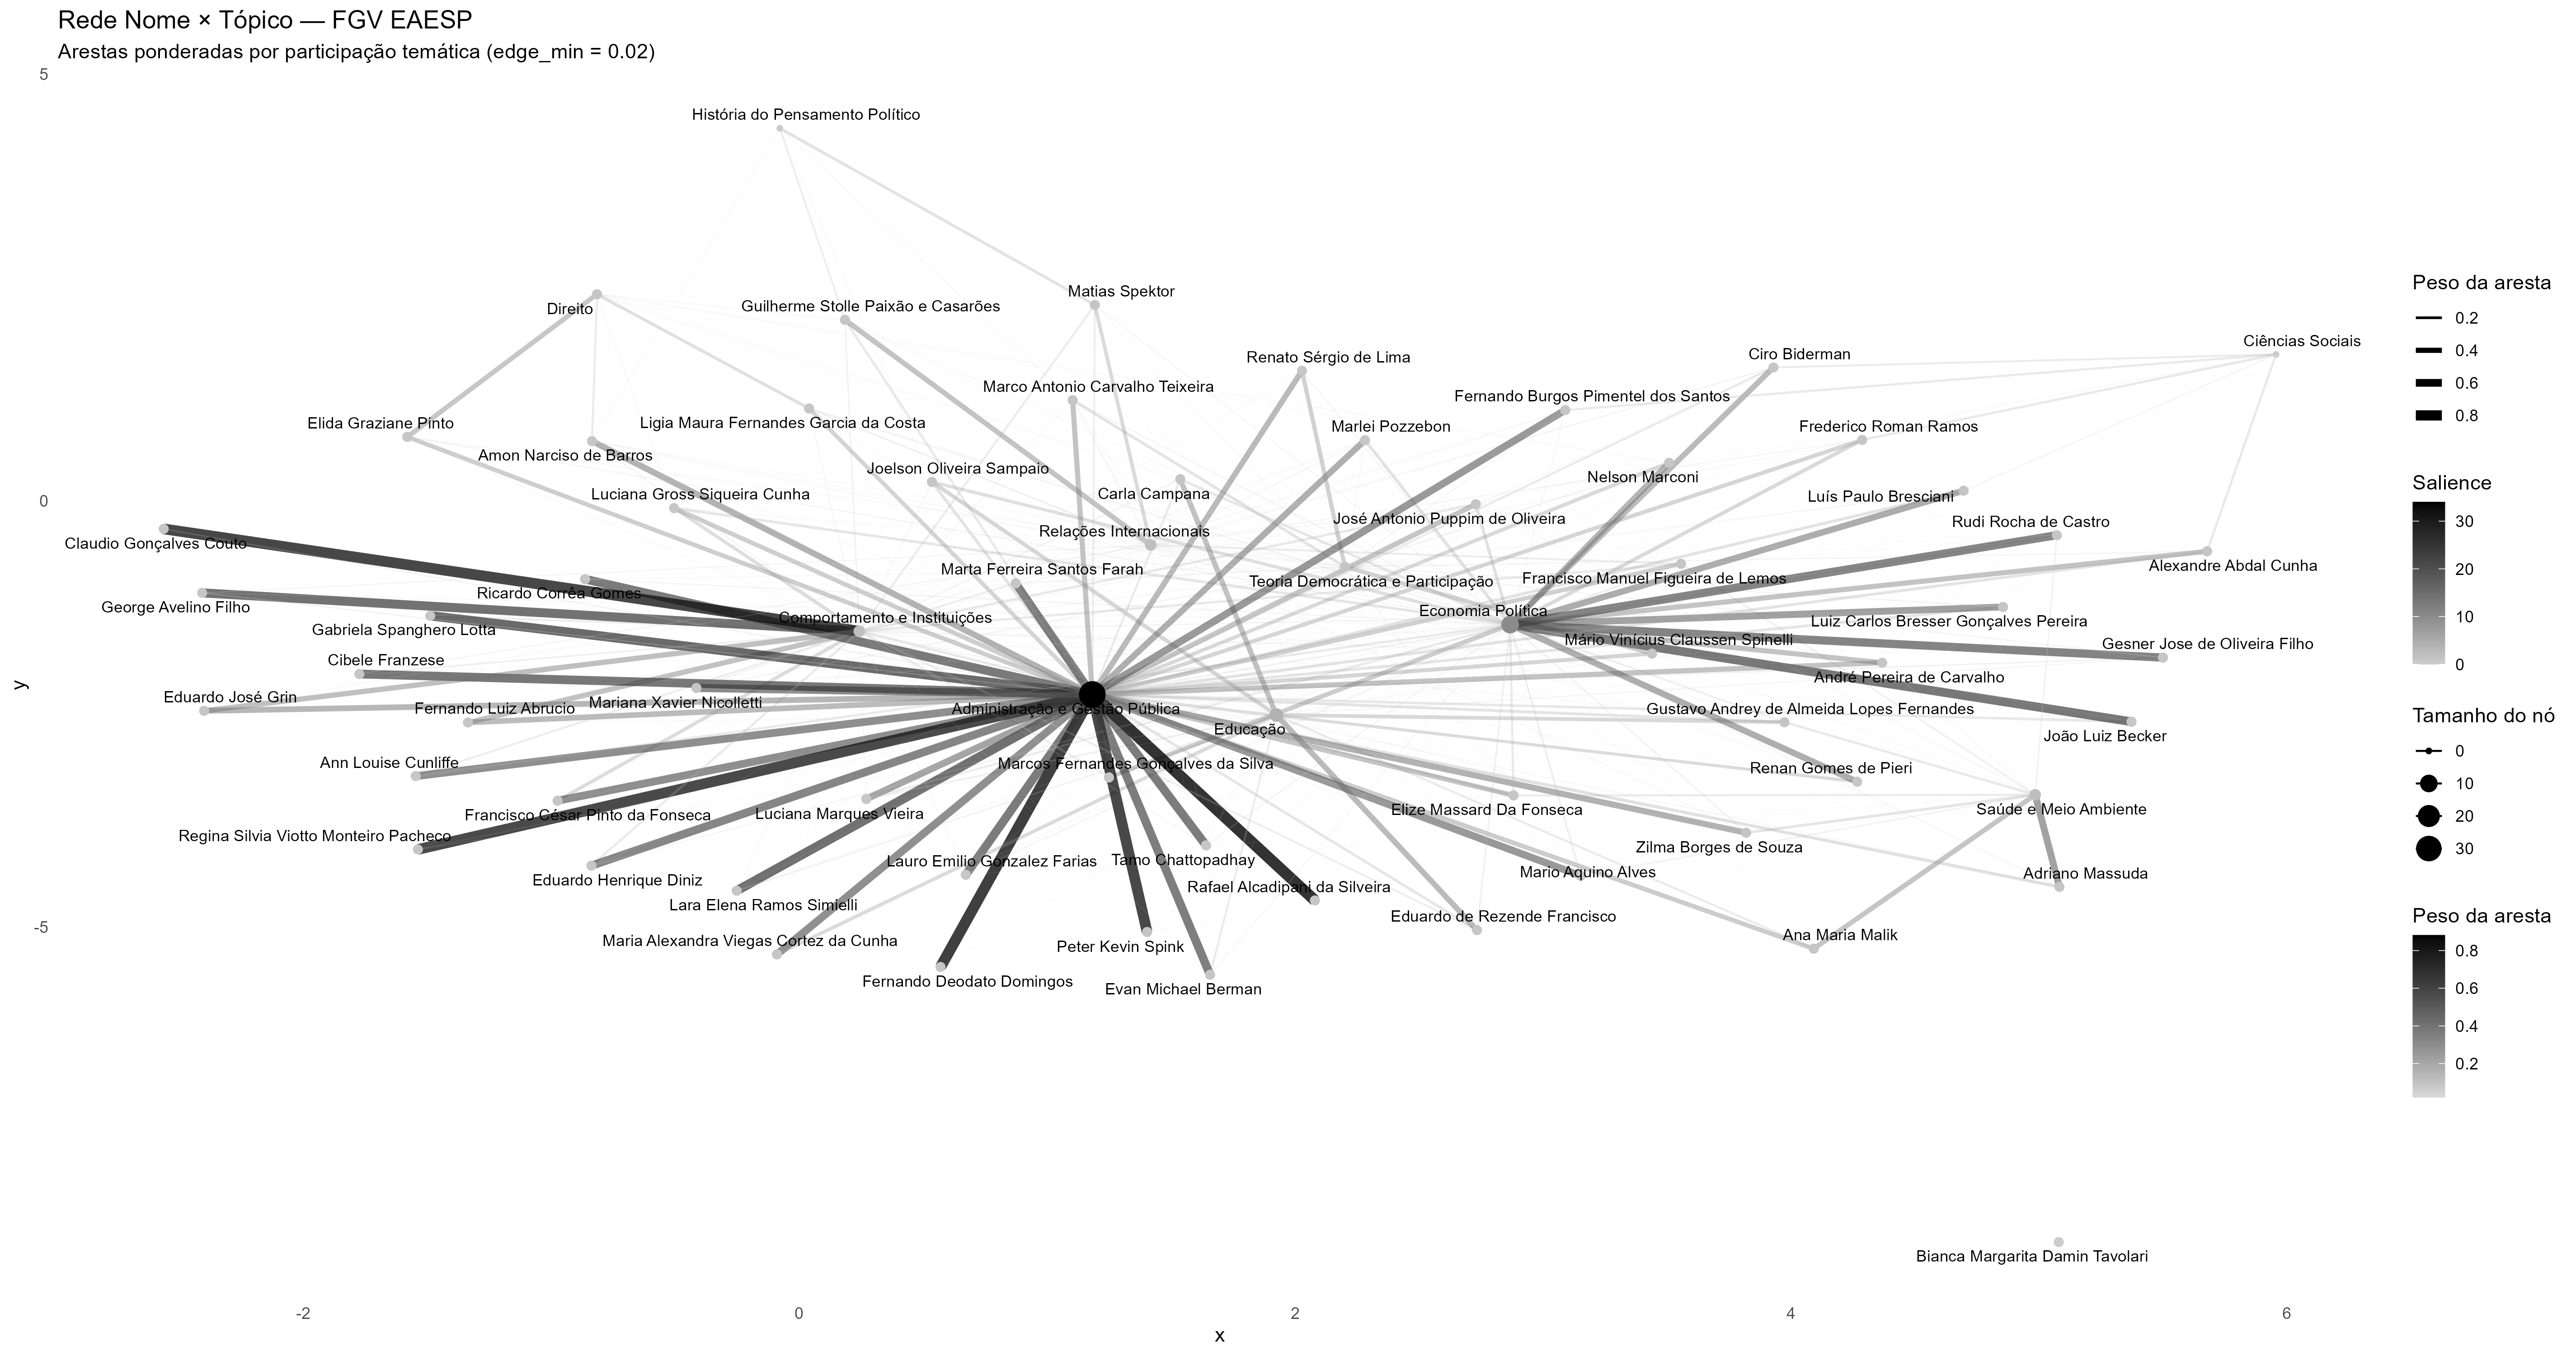 Rede Nome × Tópico — FGV EAESP
Arestas ponderadas por participação temática (edge_min = 0.02)
5
História do Pensamento Político
Matias Spektor
Direito
Guilherme Stolle Paixão e Casarões
Ciências Sociais
Renato Sérgio de Lima
Ciro Biderman
Marco Antonio Carvalho Teixeira
Fernando Burgos Pimentel dos Santos
Elida Graziane Pinto
Ligia Maura Fernandes Garcia da Costa
Marlei Pozzebon
Frederico Roman Ramos
Amon Narciso de Barros
Joelson Oliveira Sampaio
Nelson Marconi
0
Luciana Gross Siqueira Cunha
Carla Campana
Luís Paulo Bresciani
José Antonio Puppim de Oliveira
Rudi Rocha de Castro
Relações Internacionais
Claudio Gonçalves Couto
Marta Ferreira Santos Farah
Alexandre Abdal Cunha
Teoria Democrática e Participação
Francisco Manuel Figueira de Lemos
Ricardo Corrêa Gomes
George Avelino Filho
Economia Política
Comportamento e Instituições
Luiz Carlos Bresser Gonçalves Pereira
Gabriela Spanghero Lotta
Mário Vinícius Claussen Spinelli
Gesner Jose de Oliveira Filho
Cibele Franzese
André Pereira de Carvalho
Eduardo José Grin
Mariana Xavier Nicolletti
Fernando Luiz Abrucio
Administração e Gestão Pública
Gustavo Andrey de Almeida Lopes Fernandes
Educação
João Luiz Becker
Ann Louise Cunliffe
Marcos Fernandes Gonçalves da Silva
Renan Gomes de Pieri
Francisco César Pinto da Fonseca
Luciana Marques Vieira
Elize Massard Da Fonseca
Saúde e Meio Ambiente
Regina Silvia Viotto Monteiro Pacheco
Zilma Borges de Souza
Lauro Emilio Gonzalez Farias
Tamo Chattopadhay
Mario Aquino Alves
Adriano Massuda
Eduardo Henrique Diniz
Rafael Alcadipani da Silveira
Lara Elena Ramos Simielli
Eduardo de Rezende Francisco
-5
Maria Alexandra Viegas Cortez da Cunha
Peter Kevin Spink
Ana Maria Malik
Fernando Deodato Domingos
Evan Michael Berman
Bianca Margarita Damin Tavolari
-2
0
2
4
6
x
y
Peso da aresta
0.2
0.4
0.6
0.8
Salience
30
20
10
0
Tamanho do nó
0
10
20
30
Peso da aresta
0.8
0.6
0.4
0.2